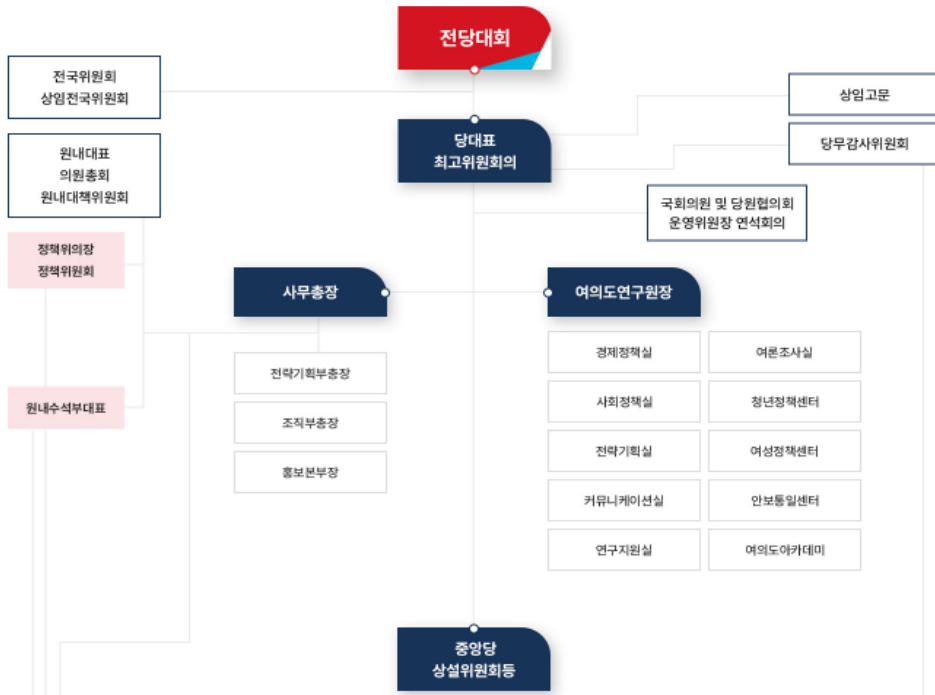 전당대회
전국위원회
상임전국위원회
상임고문
당대표
최고위원회의
당무감사위원회
원내대표
의원총회
원내대책위원회
국회의원 및 당원협의회
운영위원장 연석회의
정책위의장
정책위원회
사무총장
여의도연구원장
경제정책실
여론조사실
전략기획부총장
사회정책실
청년정책센터
원내수석부대표
조직부총장
전략기획실
여성정책센터
홍보본부장
커뮤니케이션실
안보통일센터
연구지원실
여의도아카데미
중앙당
상설위원회등